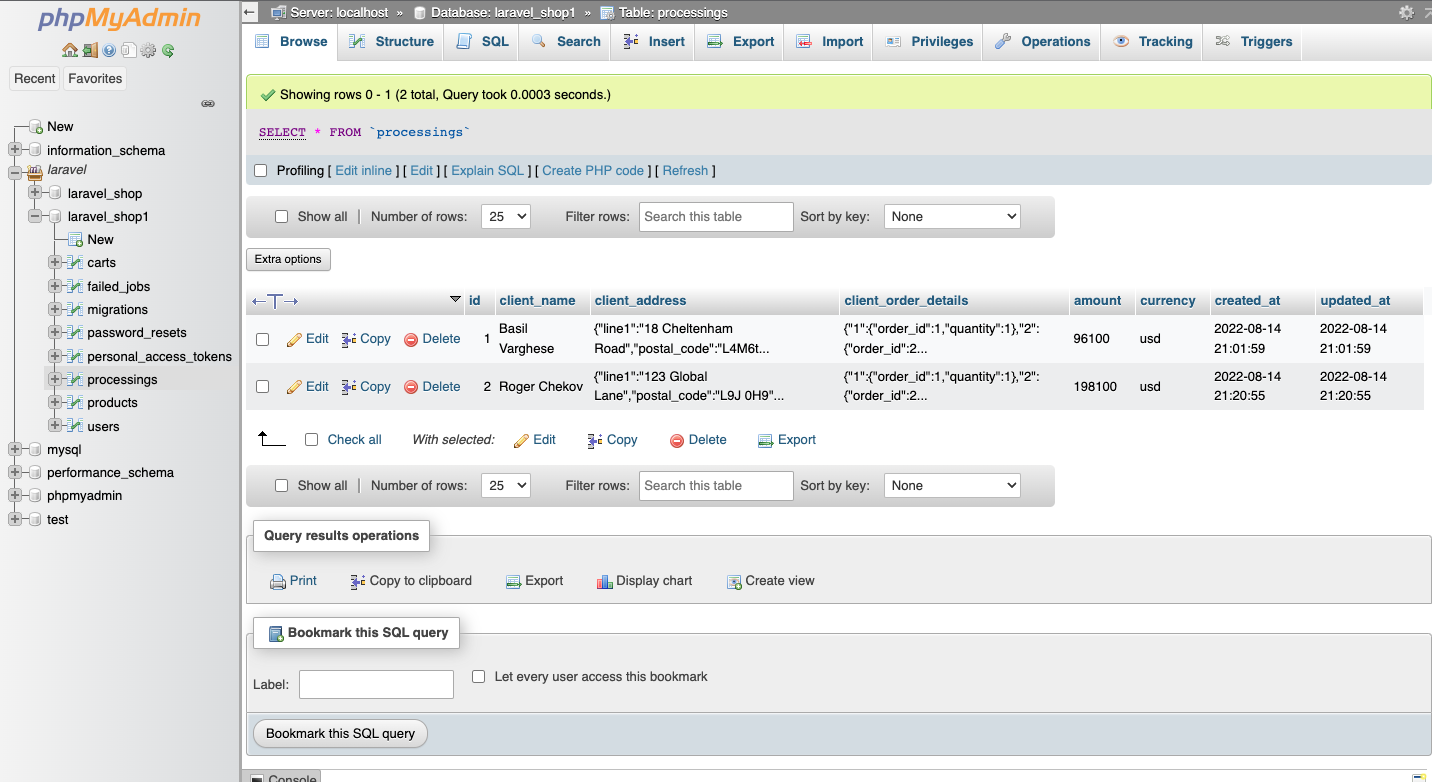 phpMyAdmin
Recent Favorites
New
information_schema
laravel
laravel_shop
laravel_shop1
New
carts
failed_jobs
migrations
password_resets
personal_access_tokens
processings
products
users
mysql
performance_schema
phpmyadmin
test
Server: localhost » Database: laravel_shop1 » Table: processings
Browse Structure SQL Search Insert Export Import Privileges Operations Tracking Triggers
Showing rows 0 - 1 (2 total, Query took 0.0003 seconds.)
SELECT * FROM `processings`
Profiling [ Edit inline ] [ Edit ] [ Explain SQL ] [ Create PHP code ] [ Refresh ]
Show all | Number of rows: 25 Filter rows: Search this table Sort by key: None
Extra options
id client_name client_address client_order_details amount currency created_at updated_at
Edit Copy Delete 1 Basil Varghese {"line1":"18 Cheltenham Road","postal_code":"L4M6t... {"1":{"order_id":1,"quantity":1},"2":{"order_id":2... 96100 usd 2022-08-14 21:01:59 2022-08-14 21:01:59
Edit Copy Delete 2 Roger Chekov {"line1":"123 Global Lane","postal_code":"L9J 0H9"... {"1":{"order_id":1,"quantity":1},"2":{"order_id":2... 198100 usd 2022-08-14 21:20:55 2022-08-14 21:20:55
Check all With selected: Edit Copy Delete Export
Show all | Number of rows: 25 Filter rows: Search this table Sort by key: None
Query results operations
Print Copy to clipboard Export Display chart Create view
Bookmark this SQL query
Label: Let every user access this bookmark
Bookmark this SQL query
Console